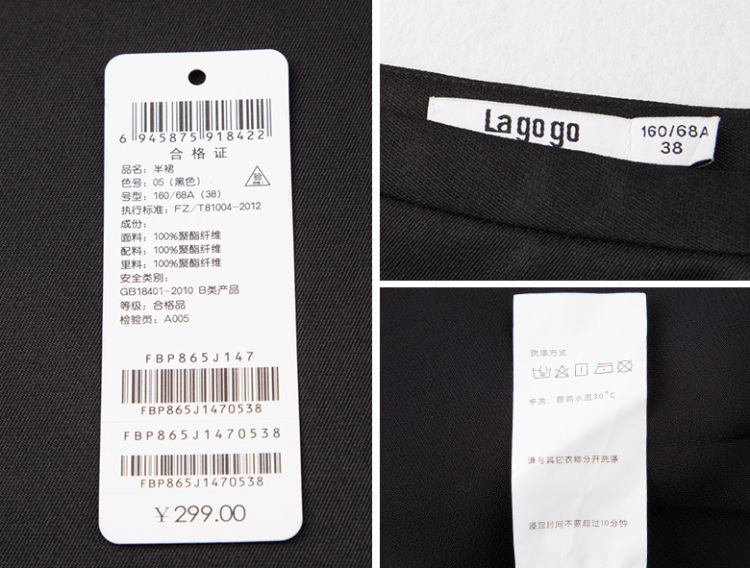 6 945875 918422
合格证
品名：半裙
色号：05（黑色）
号型：160/68A（38）
执行标准：FZ/T81004-2012
成份：
面料：100%聚酯纤维
配料：100%聚酯纤维
里料：100%聚酯纤维
安全类别：
GB18401-2010 B类产品
等级：合格品
检验员：A005
验
FBP865J147
FBP865J1470538
FBP865J1470538
FBP865J1470538
￥299.00
Lagogo
160/68A
38
洗涤方式
手洗，最高水温30°C
请与其它衣物分开洗涤
浸泡时间不要超过10分钟